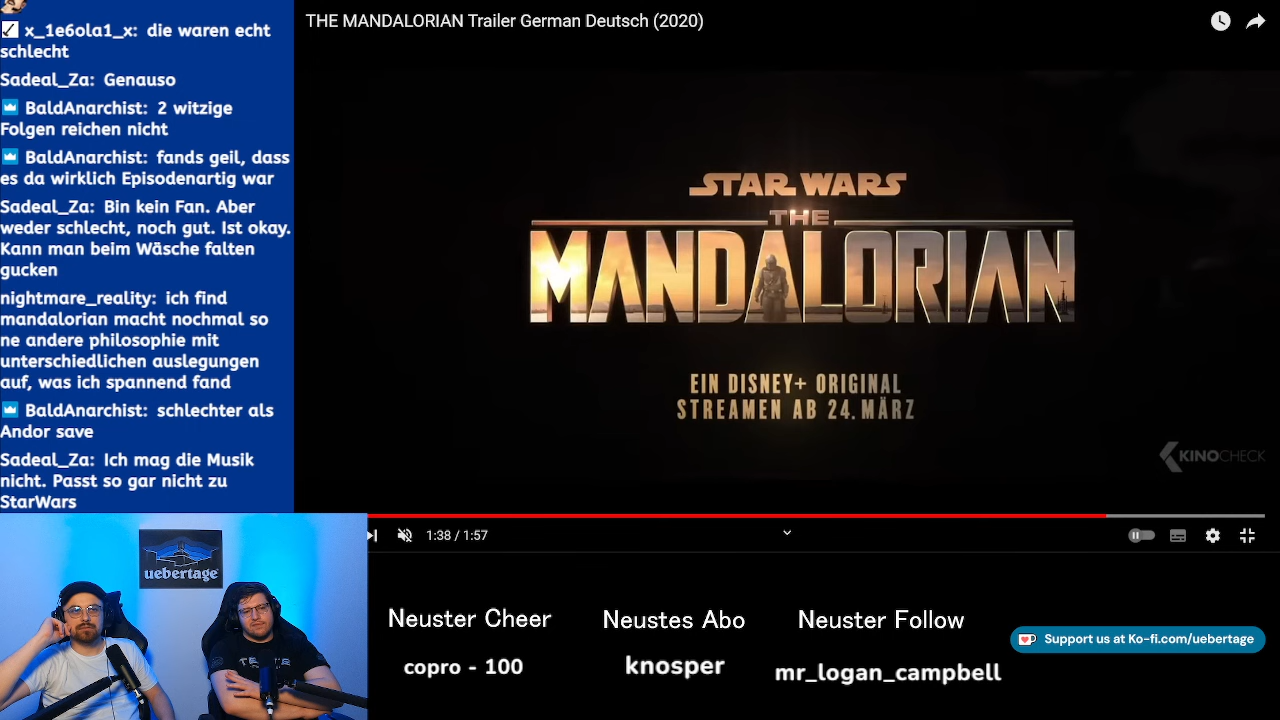 x_1e6ola1_x: die waren echt
schlecht
Sadeal_Za: Genauso
BaldAnarchist: 2 witzige
Folgen reichen nicht
BaldAnarchist: fands geil, dass
es da wirklich Episodenartig war
Sadeal_Za: Bin kein Fan. Aber
weder schlecht, noch gut. Ist okay.
Kann man beim Wäsche falten
gucken
nightmare_reality: ich find
mandalorian macht nochmal so
ne andere philosophie mit
unterschiedlichen auslegungen
auf, was ich spannend fand
BaldAnarchist: schlechter als
Andor save
Sadeal_Za: Ich mag die Musik
nicht. Passt so gar nicht zu
StarWars
THE MANDALORIAN Trailer German Deutsch (2020)
STAR WARS
THE
MANDALORIAN
EIN DISNEY+ ORIGINAL
STREAMEN AB 24. MÄRZ
KINOCHECK
1:38 / 1:57
uebertage
Neuster Cheer
copro - 100
Neustes Abo
knosper
Neuster Follow
mr_logan_campbell
Support us at Ko-fi.com/uebertage